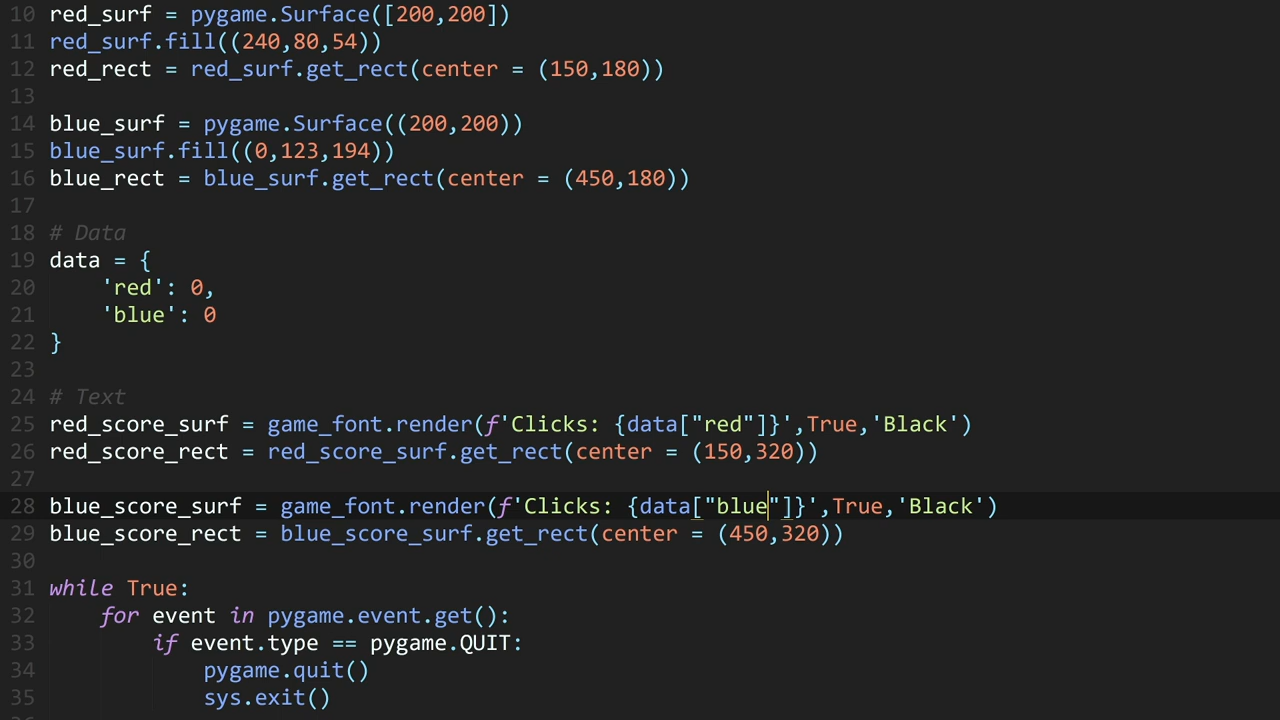 10 red_surf = pygame.Surface([200,200])
11 red_surf.fill((240,80,54))
12 red_rect = red_surf.get_rect(center = (150,180))
13
14 blue_surf = pygame.Surface((200,200))
15 blue_surf.fill((0,123,194))
16 blue_rect = blue_surf.get_rect(center = (450,180))
17
18 # Data
19 data = {
20     'red': 0,
21     'blue': 0
22 }
23
24 # Text
25 red_score_surf = game_font.render(f'Clicks: {data["red"]}',True,'Black')
26 red_score_rect = red_score_surf.get_rect(center = (150,320))
27
28 blue_score_surf = game_font.render(f'Clicks: {data["blue"]}',True,'Black')
29 blue_score_rect = blue_score_surf.get_rect(center = (450,320))
30
31 while True:
32     for event in pygame.event.get():
33         if event.type == pygame.QUIT:
34             pygame.quit()
35             sys.exit()